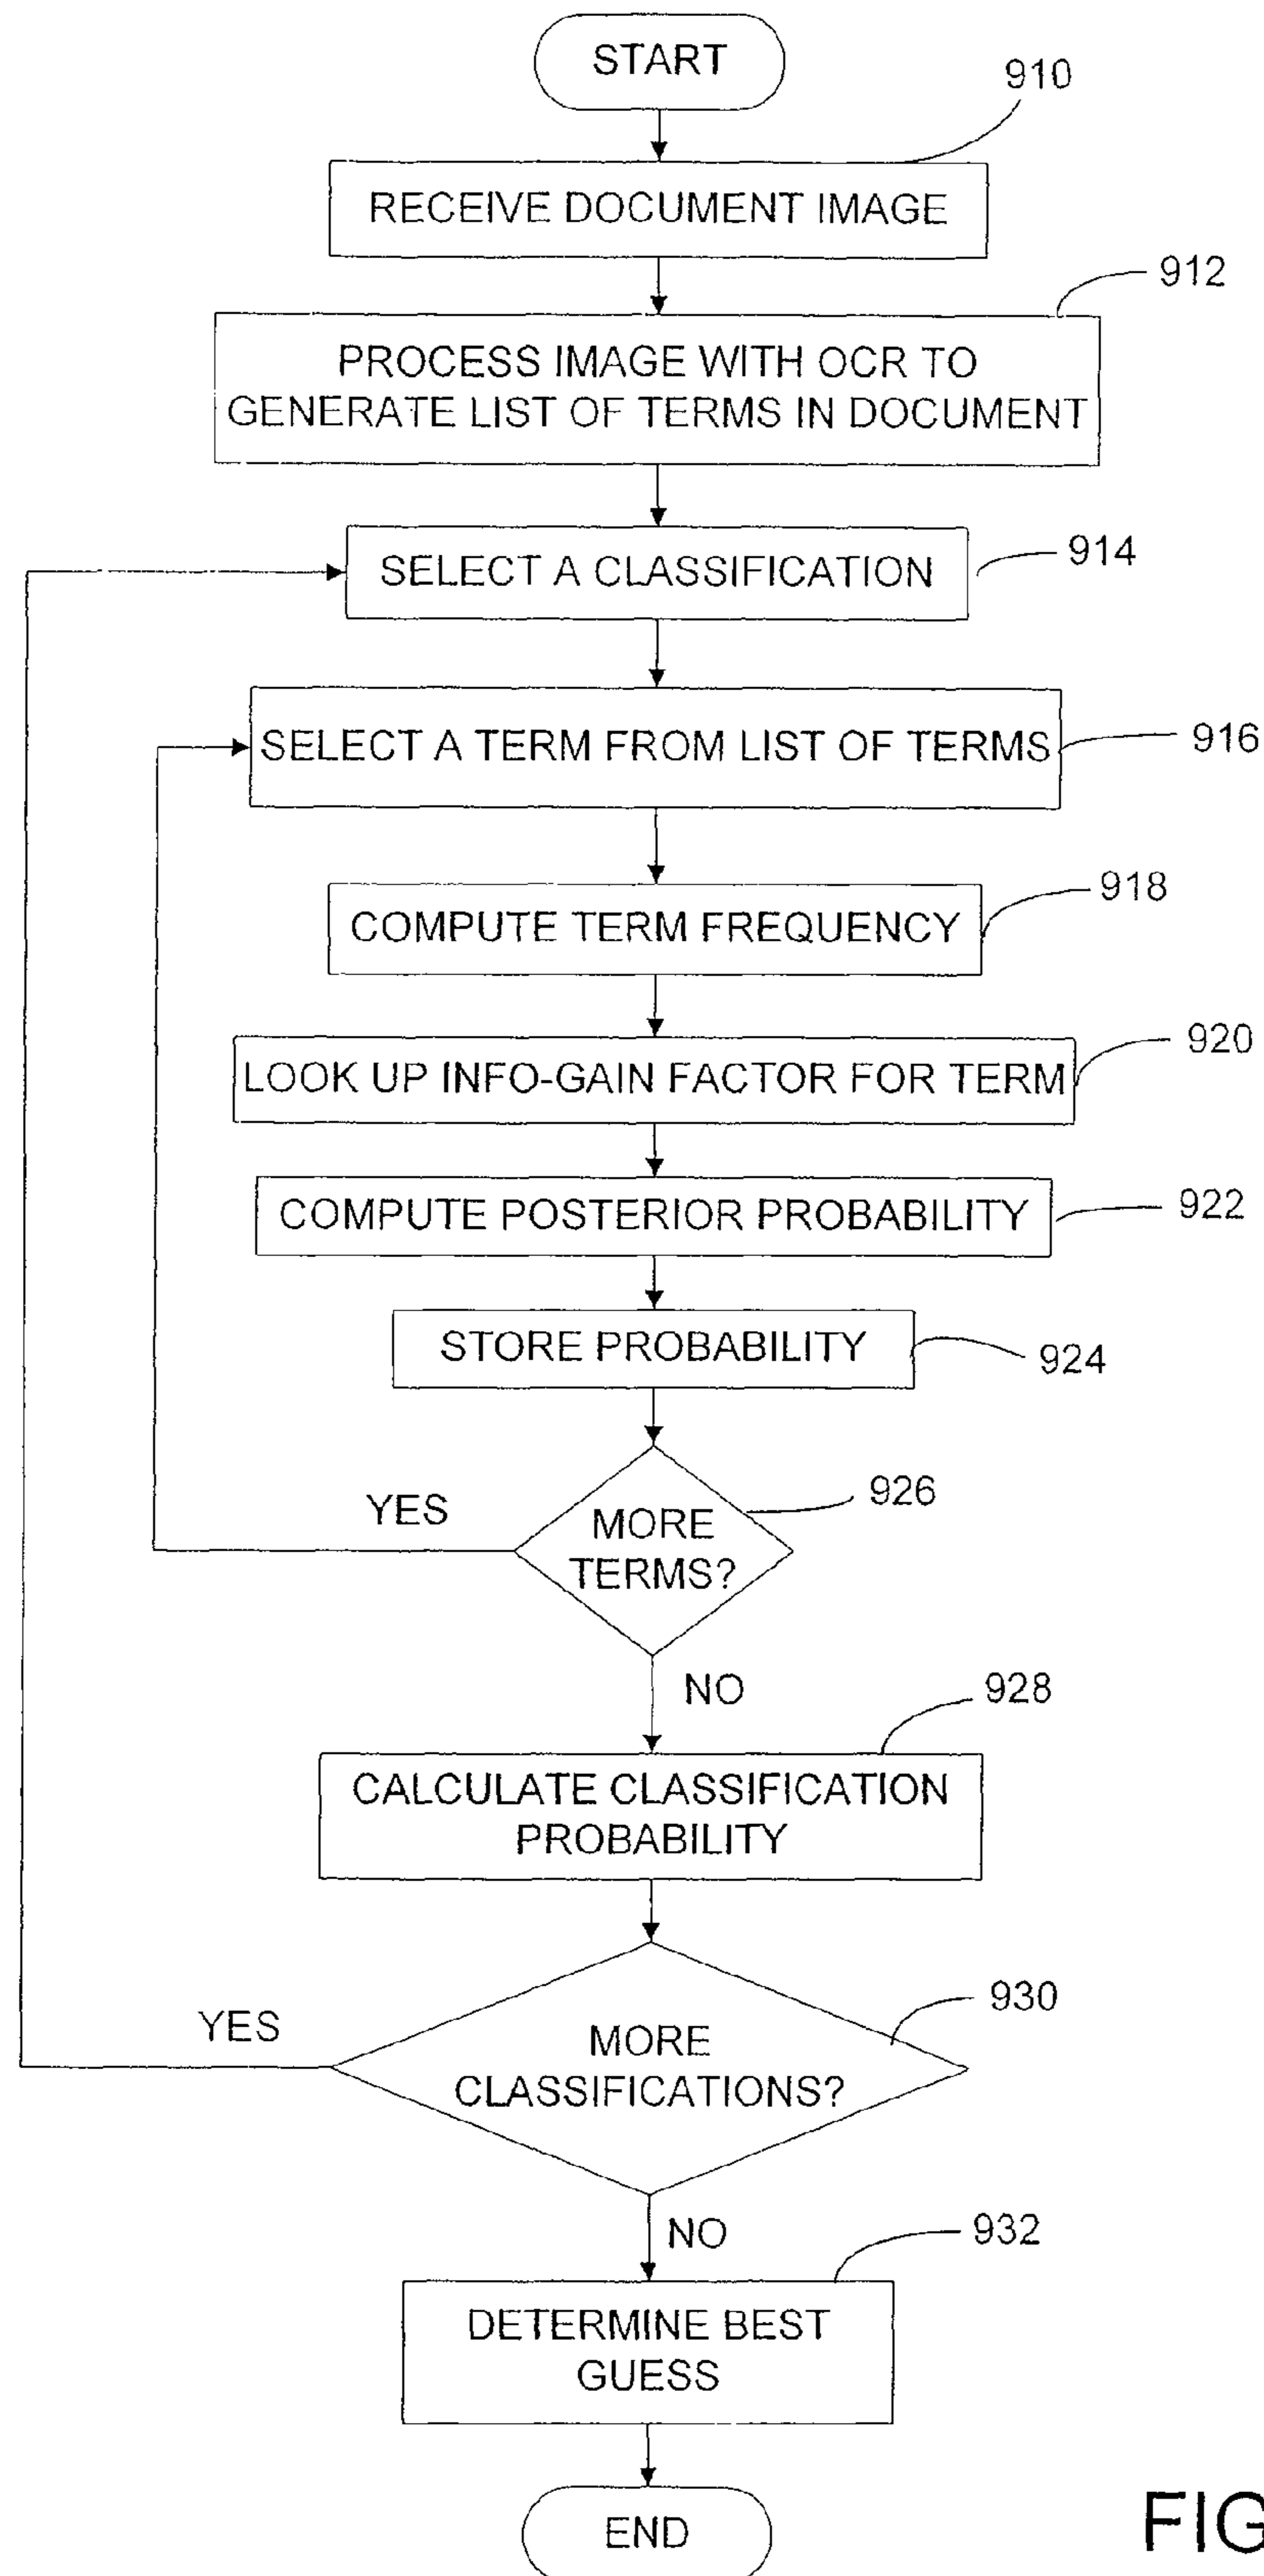 START
910
RECEIVE DOCUMENT IMAGE
912
PROCESS IMAGE WITH OCR TO
GENERATE LIST OF TERMS IN DOCUMENT
914
SELECT A CLASSIFICATION
916
SELECT A TERM FROM LIST OF TERMS
918
COMPUTE TERM FREQUENCY
920
LOOK UP INFO-GAIN FACTOR FOR TERM
922
COMPUTE POSTERIOR PROBABILITY
STORE PROBABILITY
924
926
YES
MORE
TERMS?
NO
928
CALCULATE CLASSIFICATION
PROBABILITY
930
YES
MORE
CLASSIFICATIONS?
NO
932
DETERMINE BEST
GUESS
END
FIG